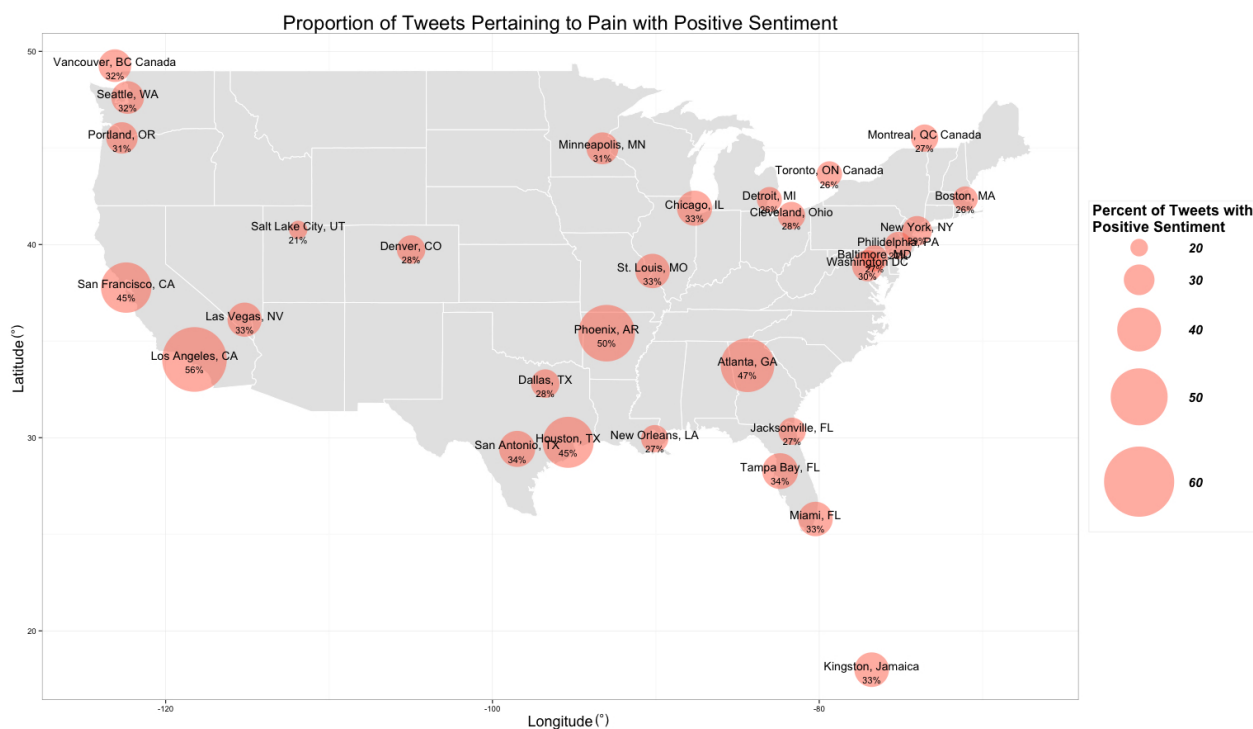 Proportion of Tweets Pertaining to Pain with Positive Sentiment
50
40
30
20
Latitude(°)
Vancouver, BC Canada
32%
Seattle, WA
32%
Portland, OR
31%
Minneapolis, MN
31%
Montreal, QC Canada
27%
Toronto, ON Canada
26%
Detroit, MI
26%
Boston, MA
26%
Chicago, IL
33%
Cleveland, Ohio
28%
Salt Lake City, UT
21%
Denver, CO
28%
New York, NY
Philidelphia, PA
Baltimore, MD
27%
Washington DC
30%
St. Louis, MO
33%
San Francisco, CA
45%
Las Vegas, NV
33%
Los Angeles, CA
56%
Phoenix, AR
50%
Atlanta, GA
47%
Dallas, TX
28%
San Antonio, TX
34%
Houston, TX
45%
New Orleans, LA
27%
Jacksonville, FL
27%
Tampa Bay, FL
34%
Miami, FL
33%
Kingston, Jamaica
33%
-120
-100
-80
Longitude(°)
Percent of Tweets with
Positive Sentiment
20
30
40
50
60